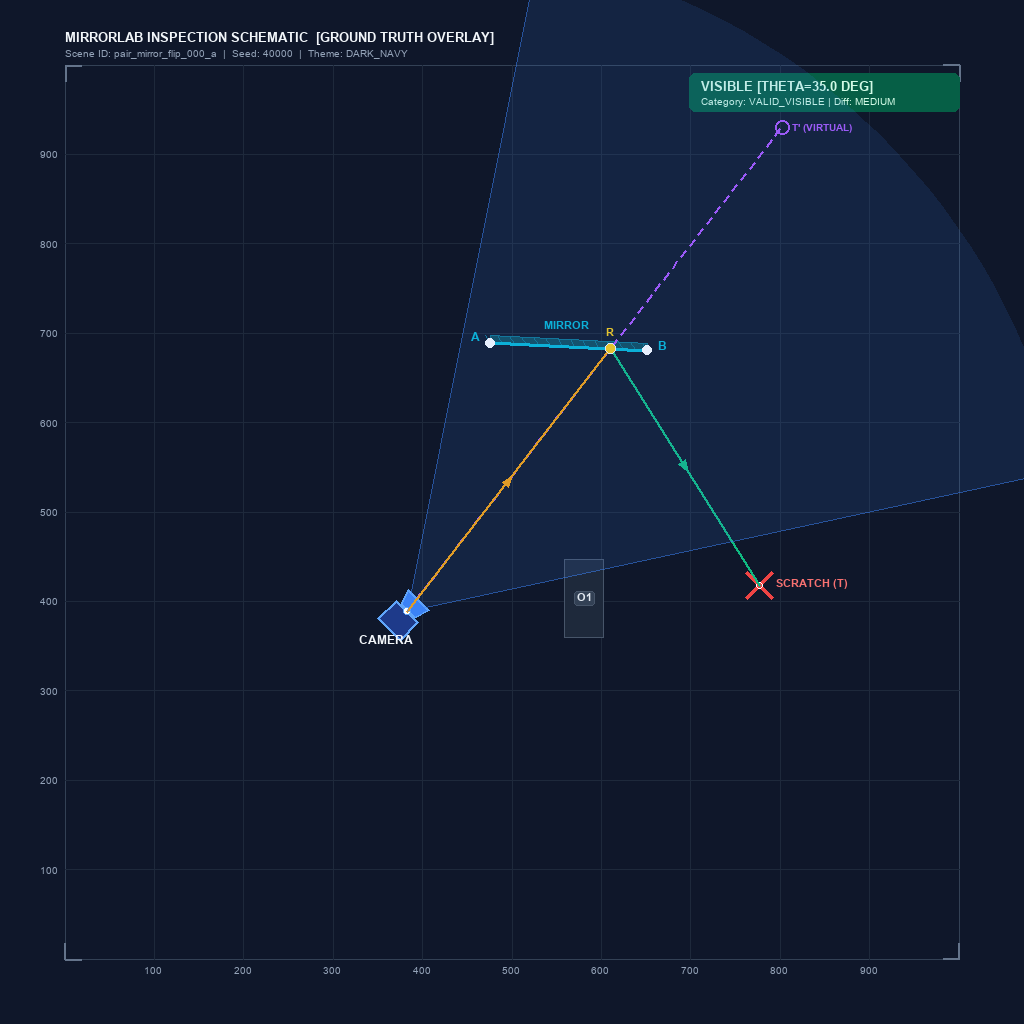 MIRRORLAB INSPECTION SCHEMATIC [GROUND TRUTH OVERLAY]
Scene ID: pair_mirror_flip_000_a | Seed: 40000 | Theme: DARK_NAVY
VISIBLE [THETA=35.0 DEG]
Category: VALID_VISIBLE | Diff: MEDIUM
T' (VIRTUAL)
900
800
700
600
500
400
300
200
100
MIRROR
R
A
B
SCRATCH (T)
O1
CAMERA
100
200
300
400
500
600
700
800
900